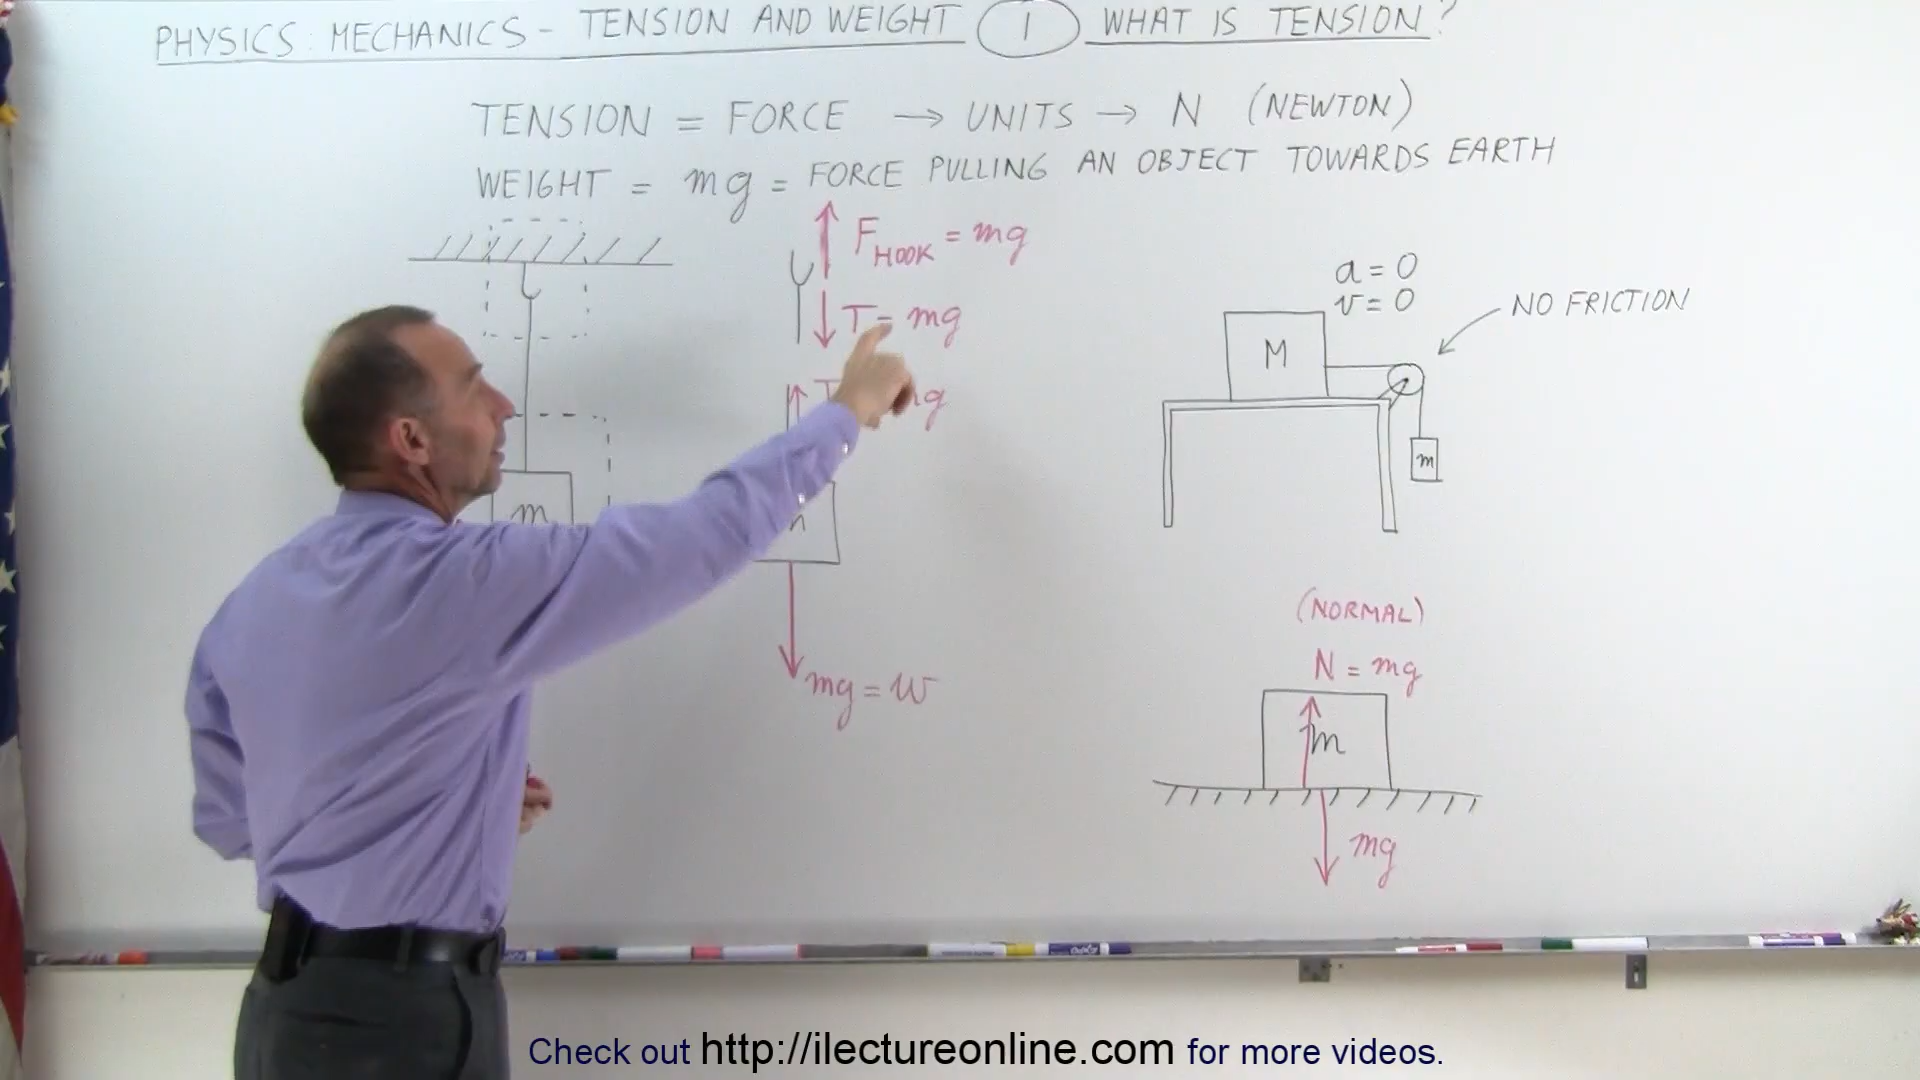 PHYSICS: MECHANICS - TENSION AND WEIGHT 1 WHAT IS TENSION?
TENSION = FORCE → UNITS → N (NEWTON)
WEIGHT = mg = FORCE PULLING AN OBJECT TOWARDS EARTH
F HOOK = mg
T = mg
mg
m
mg = W
a = 0
v = 0
NO FRICTION
M
m
(NORMAL)
N = mg
m
mg
Check out http://ilectureonline.com for more videos.